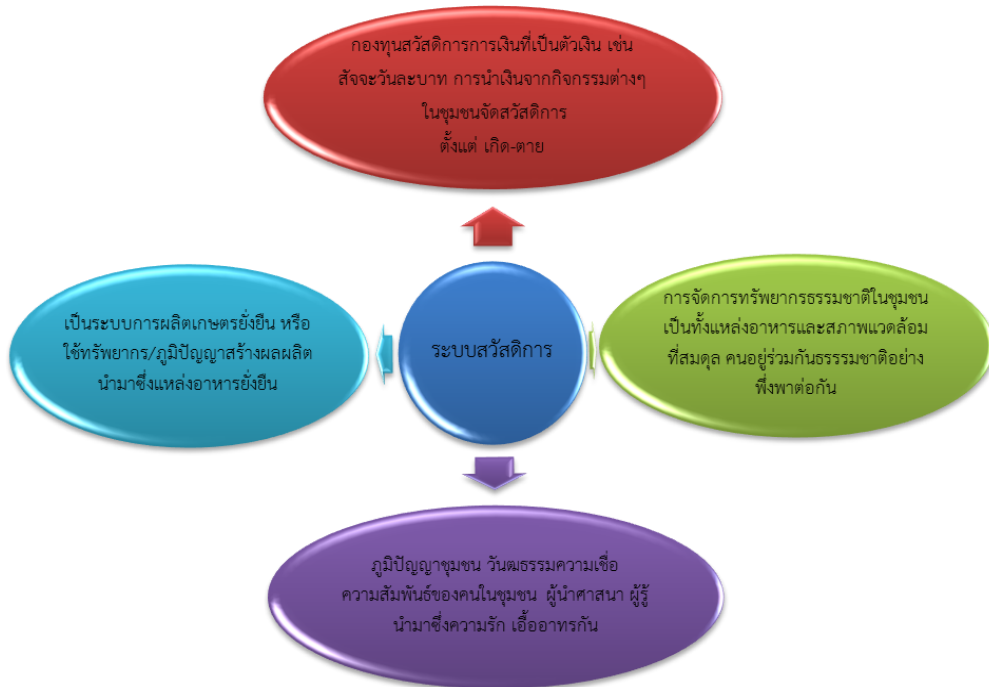 กองทุนสวัสดิการการเงินที่เป็นตัวเงิน เช่น
สัจจะวันละบาท การนำเงินจากกิจกรรมต่างๆ
ในชุมชนจัดสวัสดิการ
ตั้งแต่ เกิด-ตาย
เป็นระบบการผลิตเกษตรยั่งยืน หรือ
ใช้ทรัพยากร/ภูมิปัญญาสร้างผลผลิต
นำมาซึ่งแหล่งอาหารยั่งยืน
ระบบสวัสดิการ
การจัดการทรัพยากรธรรมชาติในชุมชน
เป็นทั้งแหล่งอาหารและสภาพแวดล้อม
ที่สมดุล คนอยู่ร่วมกันธรรรมชาติอย่าง
พึ่งพาต่อกัน
ภูมิปัญญาชุมชน วันฒธรรมความเชื่อ
ความสัมพันธ์ของคนในชุมชน ผู้นำศาสนา ผู้รู้
นำมาซึ่งความรัก เอื้ออาทรกัน